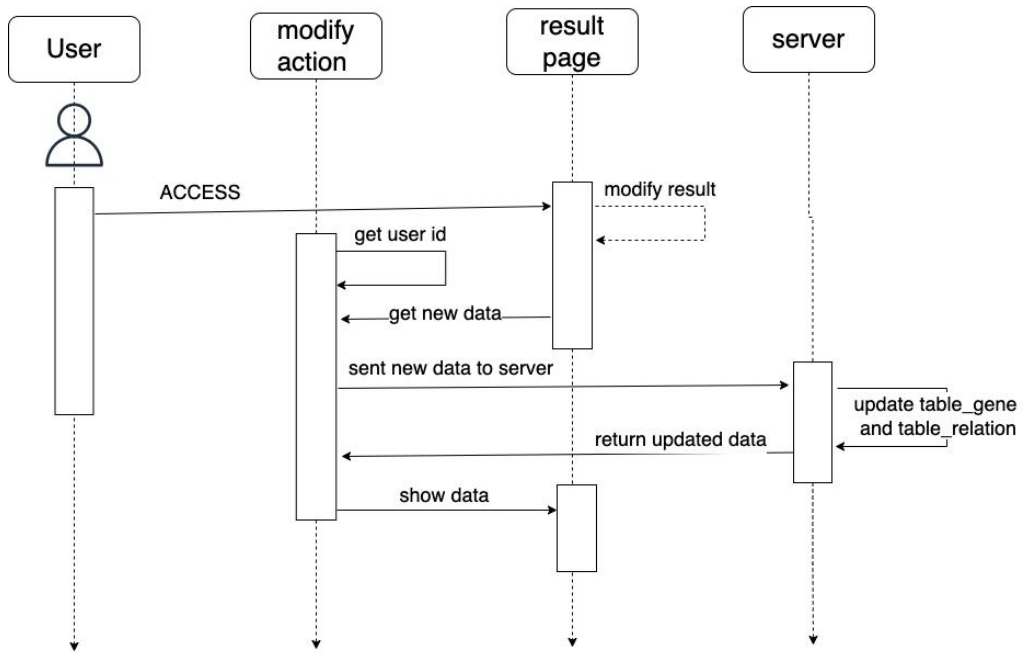 User
modify
action
result
page
server
ACCESS
modify result
get user id
get new data
sent new data to server
update table_gene
and table_relation
return updated data
show data